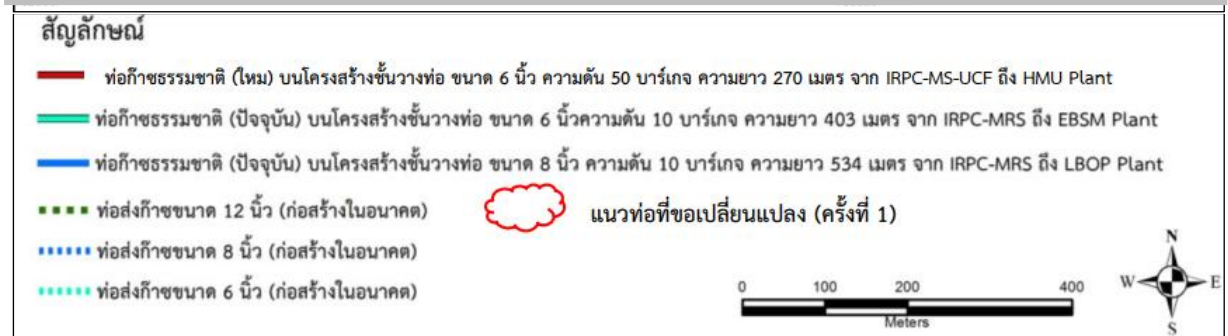 สัญลักษณ์
ท่อก๊าซธรรมชาติ (ใหม) บนโครงสร้างชั้นวางท่อ ขนาด 6 นิ้ว ความดัน 50 บาร์เกจ ความยาว 270 เมตร จาก IRPC-MS-UCF ถึง HMU Plant
ท่อก๊าซธรรมชาติ (ปัจจุบัน) บนโครงสร้างชั้นวางท่อ ขนาด 6 นิ้วความดัน 10 บาร์เกจ ความยาว 403 เมตร จาก IRPC-MRS ถึง EBSM Plant
ท่อก๊าซธรรมชาติ (ปัจจุบัน) บนโครงสร้างชั้นวางท่อ ขนาด 8 นิ้ว ความดัน 10 บาร์เกจ ความยาว 534 เมตร จาก IRPC-MRS ถึง LBOP Plant
ท่อส่งก๊าซขนาด 12 นิ้ว (ก่อสร้างในอนาคต)
แนวท่อที่ขอเปลี่ยนแปลง (ครั้งที่ 1)
ท่อส่งก๊าซขนาด 8 นิ้ว (ก่อสร้างในอนาคต)
ท่อส่งก๊าซขนาด 6 นิ้ว (ก่อสร้างในอนาคต)
0 100 200 400
Meters
N
W E
S